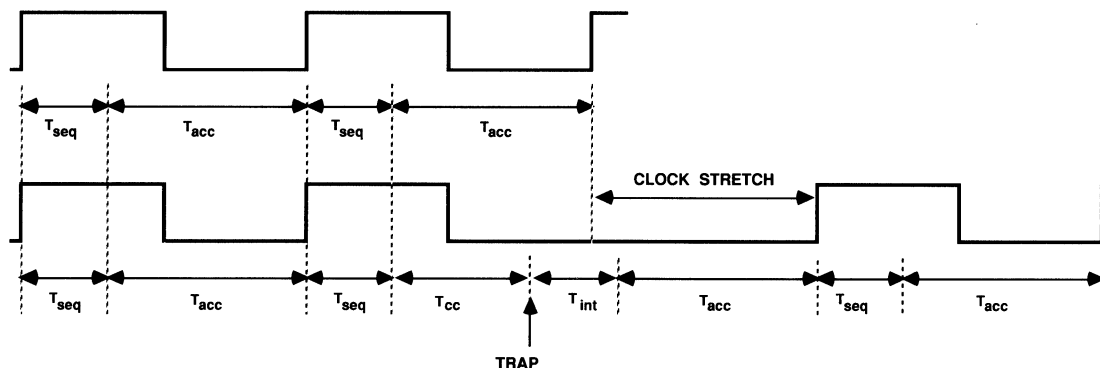 Tseq Tacc Tseq Tacc
CLOCK STRETCH
Tseq Tacc Tseq Tcc Tint Tacc Tseq Tacc
TRAP